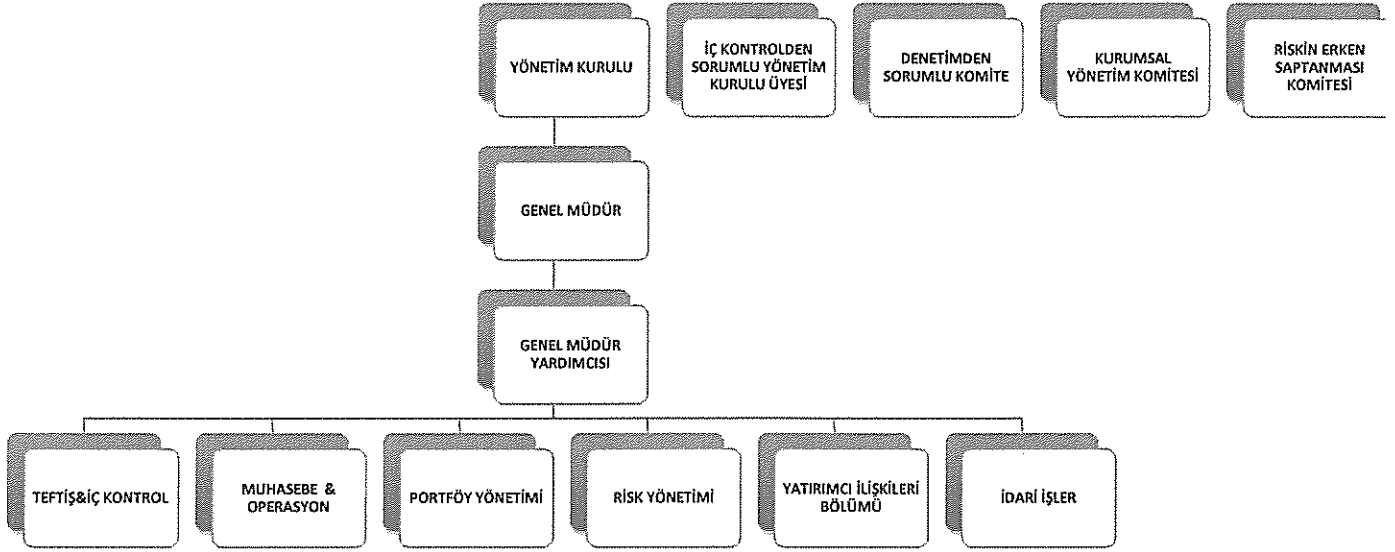 YÖNETİM KURULU
İÇ KONTROLDEN
SORUMLU YÖNETİM
KURULU ÜYESİ
DENETİMDEN
SORUMLU KOMİTE
KURUMSAL
YÖNETİM KOMİTESİ
RİSKİN ERKEN
SAPTANMASI
KOMİTESİ
GENEL MÜDÜR
GENEL MÜDÜR
YARDIMCISI
TEFTİŞ&İÇ KONTROL
MUHASEBE &
OPERASYON
PORTFÖY YÖNETİMİ
RİSK YÖNETİMİ
YATIRIMCI İLİŞKİLERİ
BÖLÜMÜ
İDARİ İŞLER